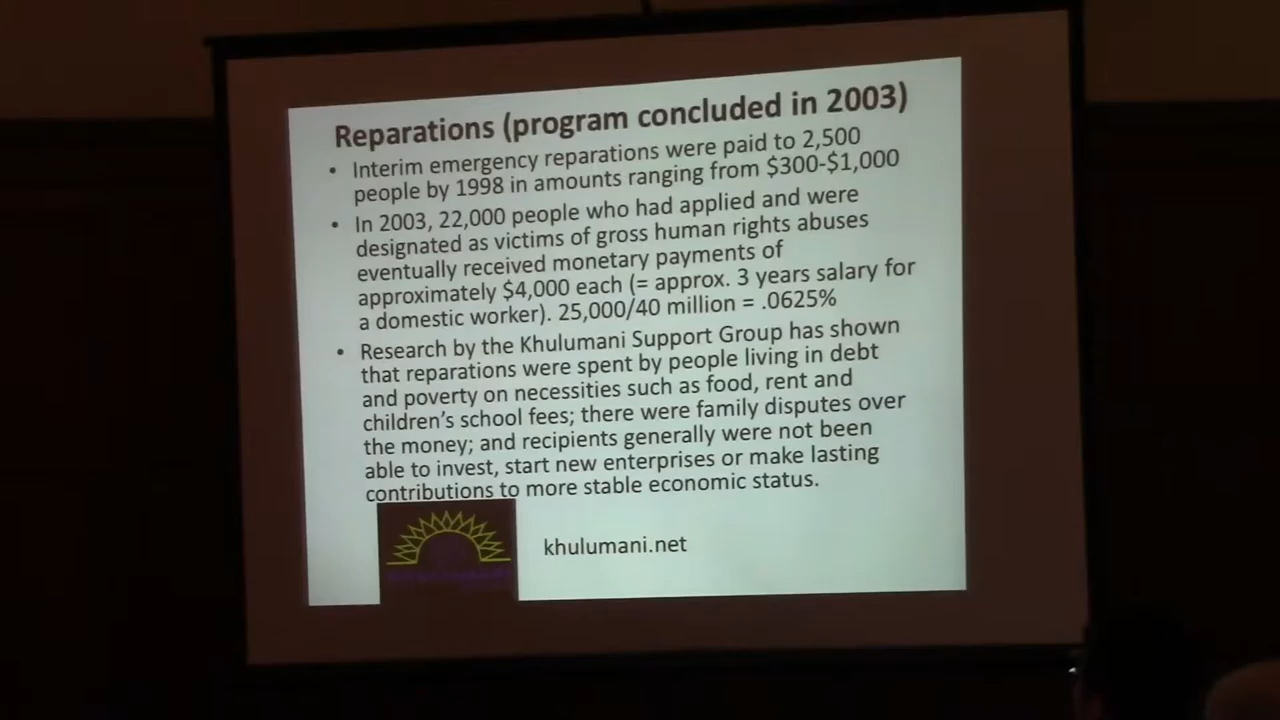 Reparations (program concluded in 2003)
• Interim emergency reparations were paid to 2,500
people by 1998 in amounts ranging from $300-$1,000
• In 2003, 22,000 people who had applied and were
designated as victims of gross human rights abuses
eventually received monetary payments of
approximately $4,000 each (= approx. 3 years salary for
a domestic worker). 25,000/40 million = .0625%
• Research by the Khulumani Support Group has shown
that reparations were spent by people living in debt
and poverty on necessities such as food, rent and
children's school fees; there were family disputes over
the money; and recipients generally were not been
able to invest, start new enterprises or make lasting
contributions to more stable economic status.
khulumani.net